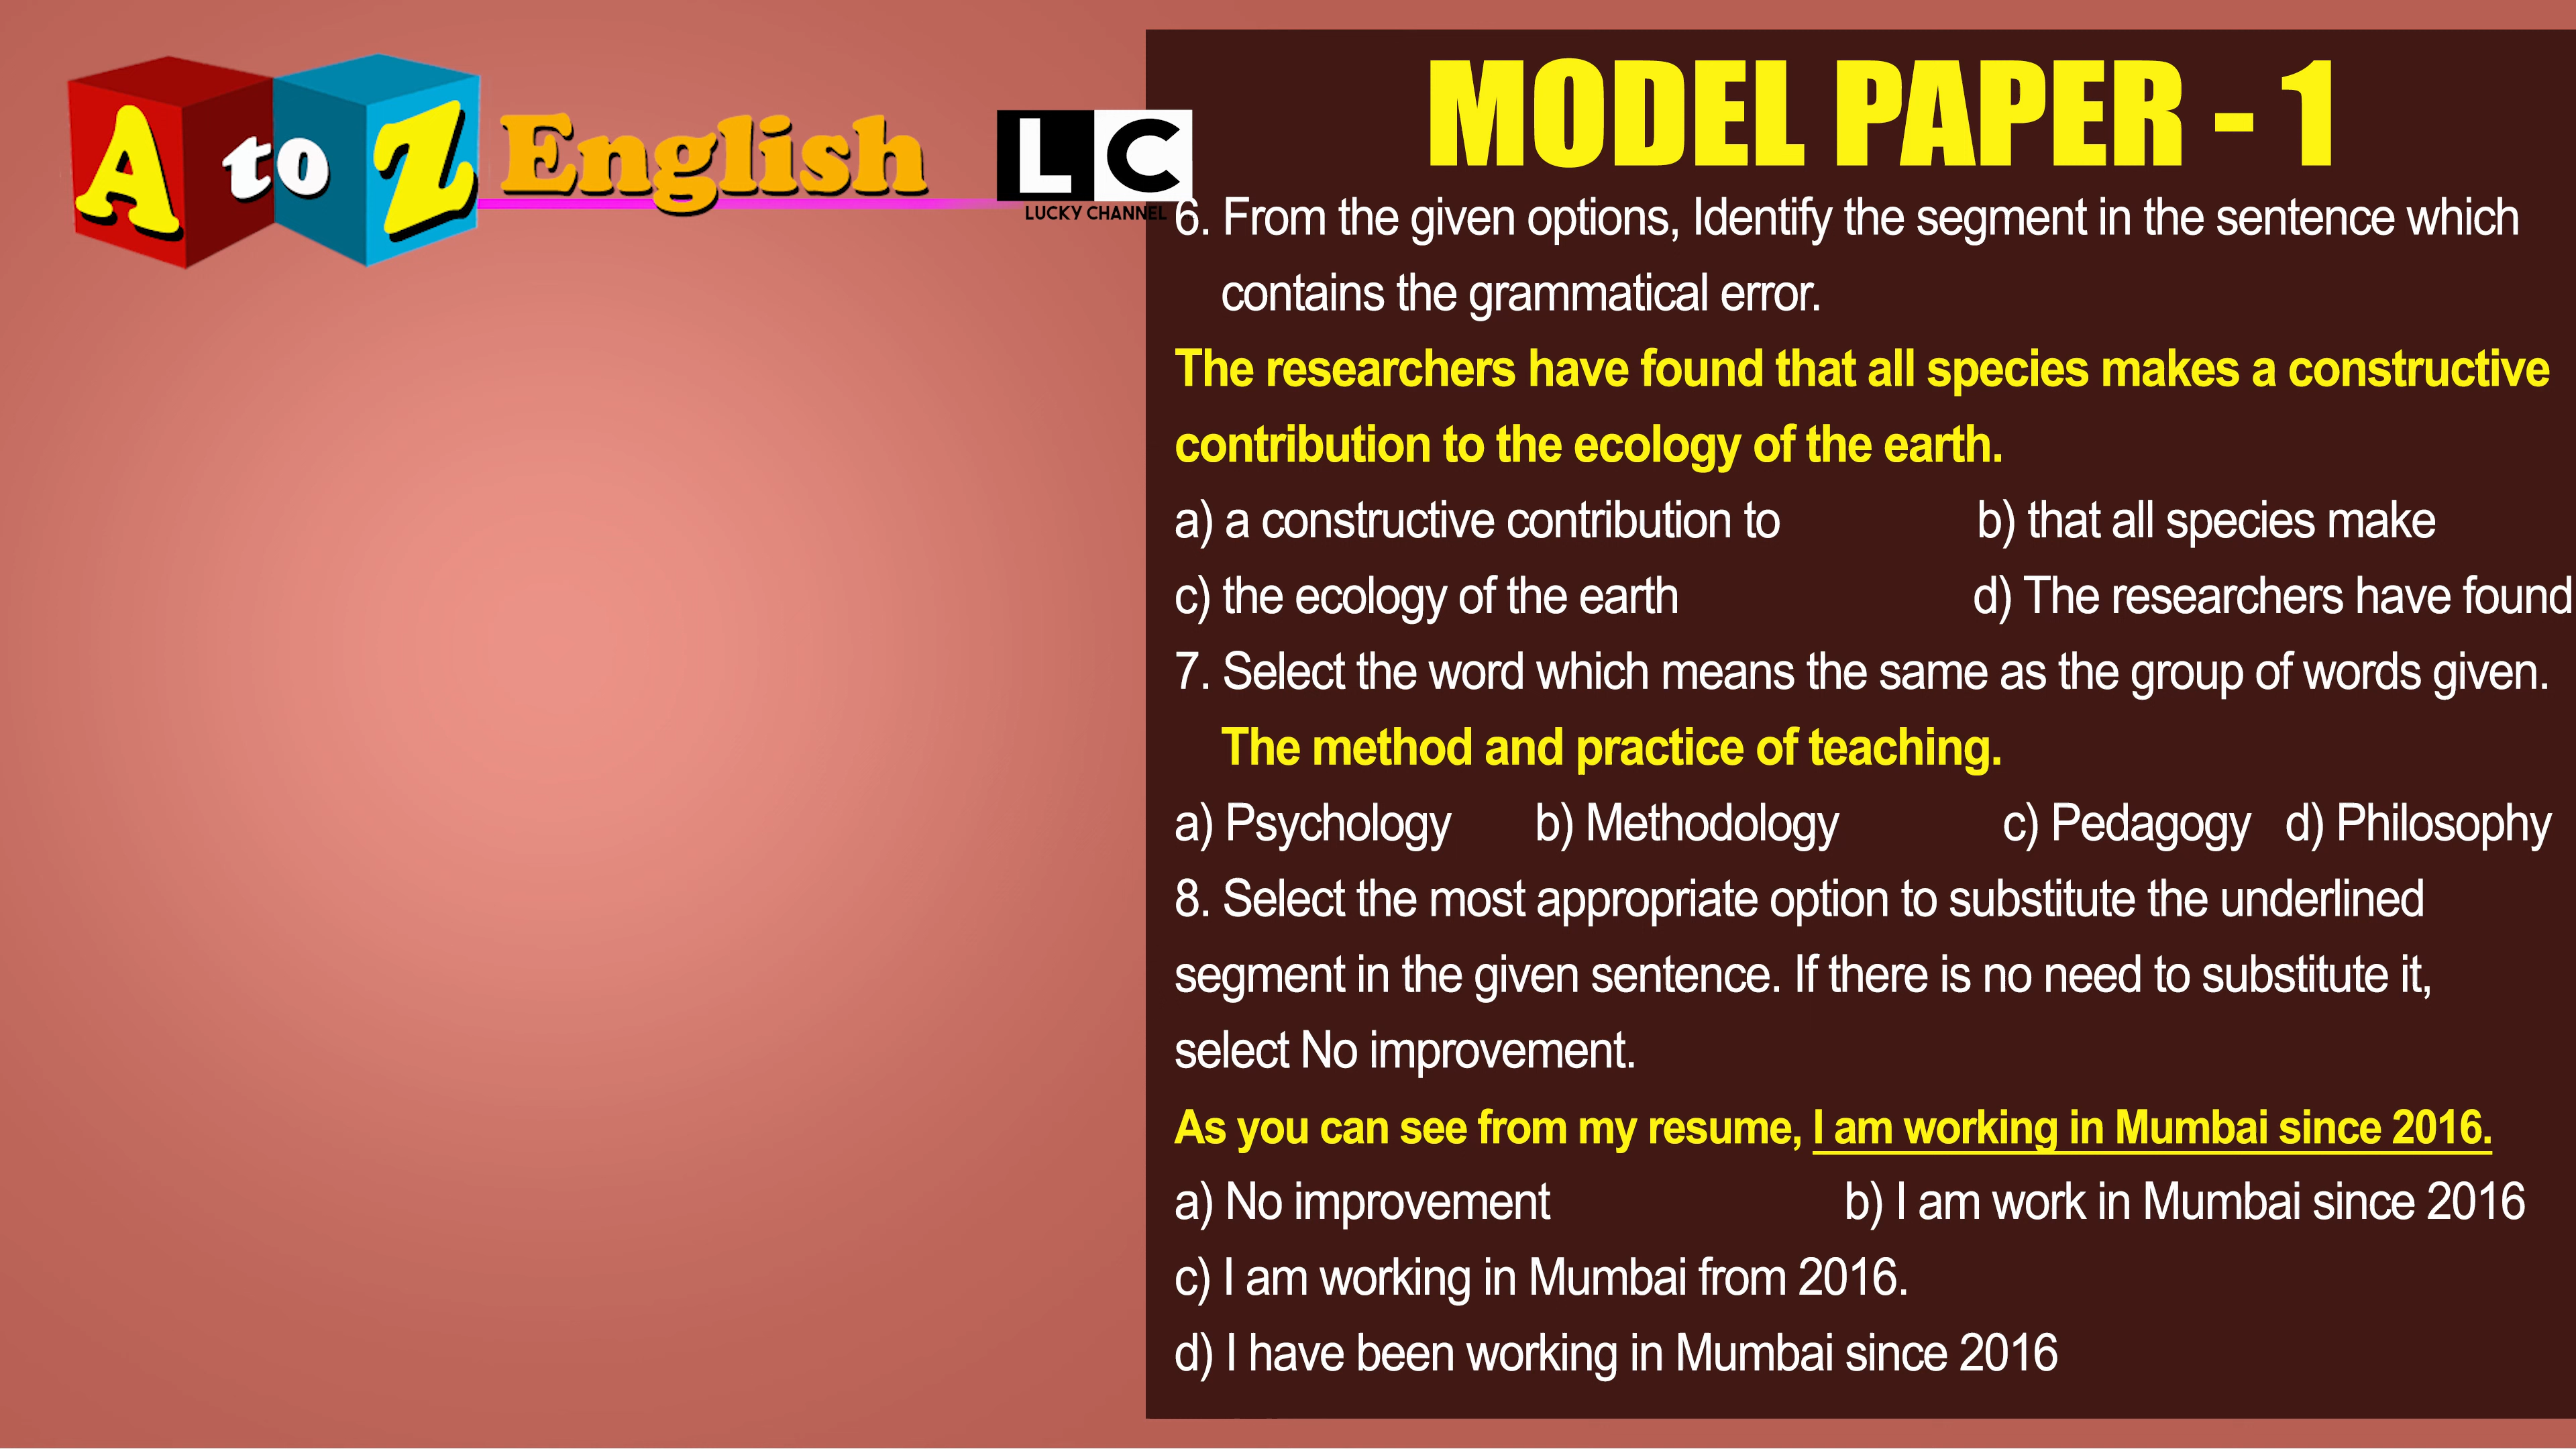 A to Z English
LC
LUCKY CHANNEL
MODEL PAPER - 1
6. From the given options, Identify the segment in the sentence which
contains the grammatical error.
The researchers have found that all species makes a constructive
contribution to the ecology of the earth.
a) a constructive contribution to b) that all species make
c) the ecology of the earth d) The researchers have found
7. Select the word which means the same as the group of words given.
The method and practice of teaching.
a) Psychology b) Methodology c) Pedagogy d) Philosophy
8. Select the most appropriate option to substitute the underlined
segment in the given sentence. If there is no need to substitute it,
select No improvement.
As you can see from my resume, I am working in Mumbai since 2016.
a) No improvement b) I am work in Mumbai since 2016
c) I am working in Mumbai from 2016.
d) I have been working in Mumbai since 2016